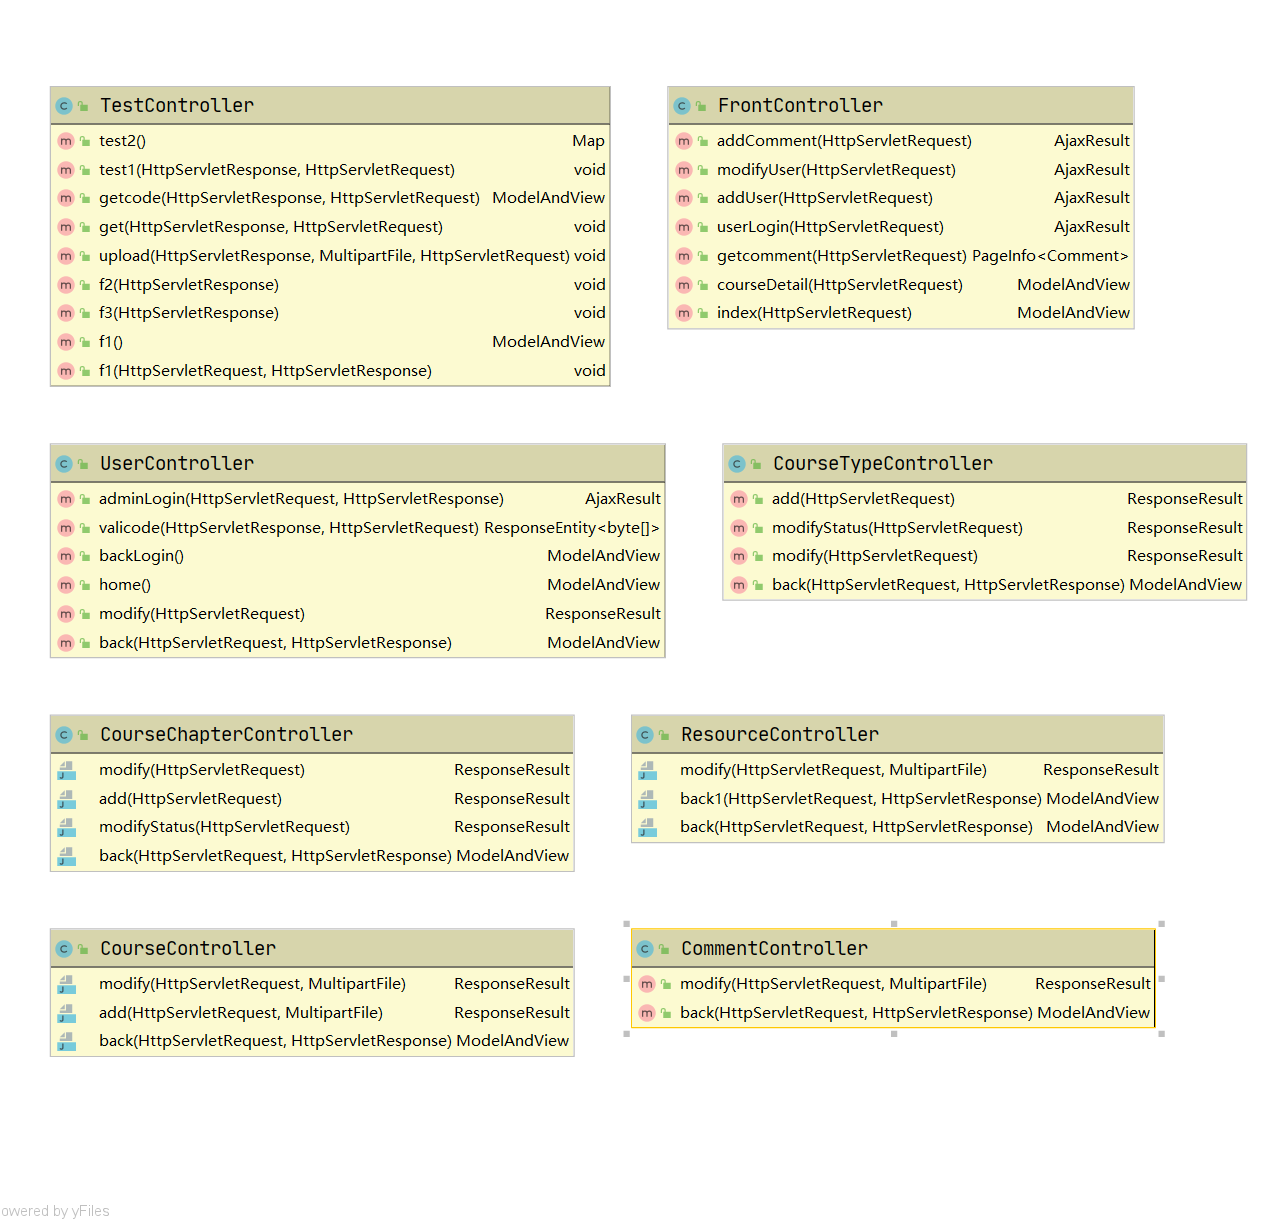 TestController
test2() Map
test1(HttpServletResponse, HttpServletRequest) void
getcode(HttpServletResponse, HttpServletRequest) ModelAndView
get(HttpServletResponse, HttpServletRequest) void
upload(HttpServletResponse, MultipartFile, HttpServletRequest) void
f2(HttpServletResponse) void
f3(HttpServletResponse) void
f1() ModelAndView
f1(HttpServletRequest, HttpServletResponse) void
FrontController
addComment(HttpServletRequest) AjaxResult
modifyUser(HttpServletRequest) AjaxResult
addUser(HttpServletRequest) AjaxResult
userLogin(HttpServletRequest) AjaxResult
getcomment(HttpServletRequest) PageInfo<Comment>
courseDetail(HttpServletRequest) ModelAndView
index(HttpServletRequest) ModelAndView
UserController
adminLogin(HttpServletRequest, HttpServletResponse) AjaxResult
valicode(HttpServletResponse, HttpServletRequest) ResponseEntity<byte[]>
backLogin() ModelAndView
home() ModelAndView
modify(HttpServletRequest) ResponseResult
back(HttpServletRequest, HttpServletResponse) ModelAndView
CourseTypeController
add(HttpServletRequest) ResponseResult
modifyStatus(HttpServletRequest) ResponseResult
modify(HttpServletRequest) ResponseResult
back(HttpServletRequest, HttpServletResponse) ModelAndView
CourseChapterController
modify(HttpServletRequest) ResponseResult
add(HttpServletRequest) ResponseResult
modifyStatus(HttpServletRequest) ResponseResult
back(HttpServletRequest, HttpServletResponse) ModelAndView
ResourceController
modify(HttpServletRequest, MultipartFile) ResponseResult
back1(HttpServletRequest, HttpServletResponse) ModelAndView
back(HttpServletRequest, HttpServletResponse) ModelAndView
CourseController
modify(HttpServletRequest, MultipartFile) ResponseResult
add(HttpServletRequest, MultipartFile) ResponseResult
back(HttpServletRequest, HttpServletResponse) ModelAndView
CommentController
modify(HttpServletRequest, MultipartFile) ResponseResult
back(HttpServletRequest, HttpServletResponse) ModelAndView
owered by yFiles